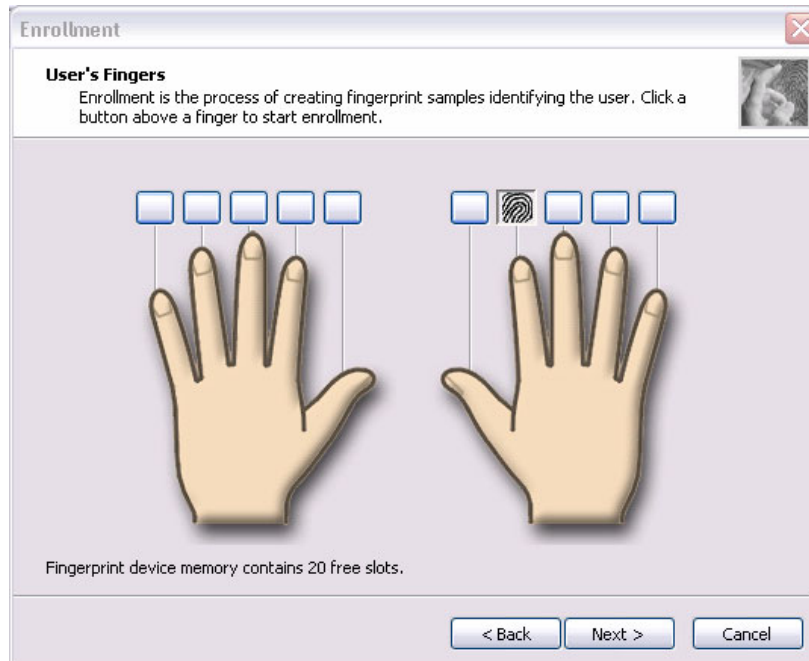 Enrollment
User's Fingers
Enrollment is the process of creating fingerprint samples identifying the user. Click a
button above a finger to start enrollment.
Fingerprint device memory contains 20 free slots.
< Back
Next >
Cancel